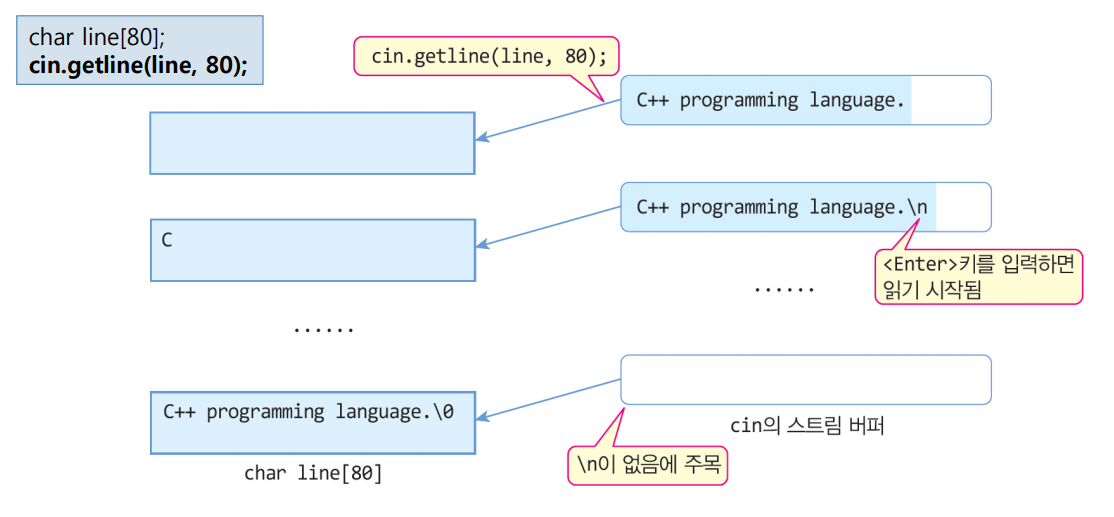 char line[80];
cin.getline(line, 80);
cin.getline(line, 80);
C++ programming language.
C
C++ programming language.\n
<Enter>키를 입력하면
읽기 시작됨
......
......
C++ programming language.\0
cin의 스트림 버퍼
\n이 없음에 주목
char line[80]